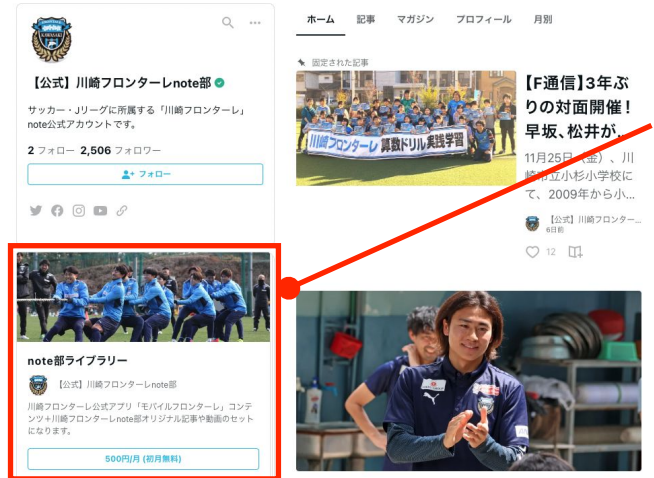 【公式】川崎フロンターレnote部
サッカー・Jリーグに所属する「川崎フロンターレ」
note公式アカウントです。
2 フォロー 2,506 フォロワー
フォロー
note部ライブラリー
【公式】川崎フロンターレnote部
川崎フロンターレ公式アプリ「モバイルフロンターレ」コンテ
ンツ+川崎フロンターレnote部オリジナル記事や動画のセット
になります。
500円/月 (初月無料)
ホーム 記事 マガジン プロフィール 月別
固定された記事
川崎フロンターレ 算数ドリル実践学習
【F通信】3年ぶ
りの対面開催!
早坂、松井が...
11月25日(金)、川
崎市立小杉小学校に
て、2009年から小...
【公式】川崎フロンター...
6日前
12